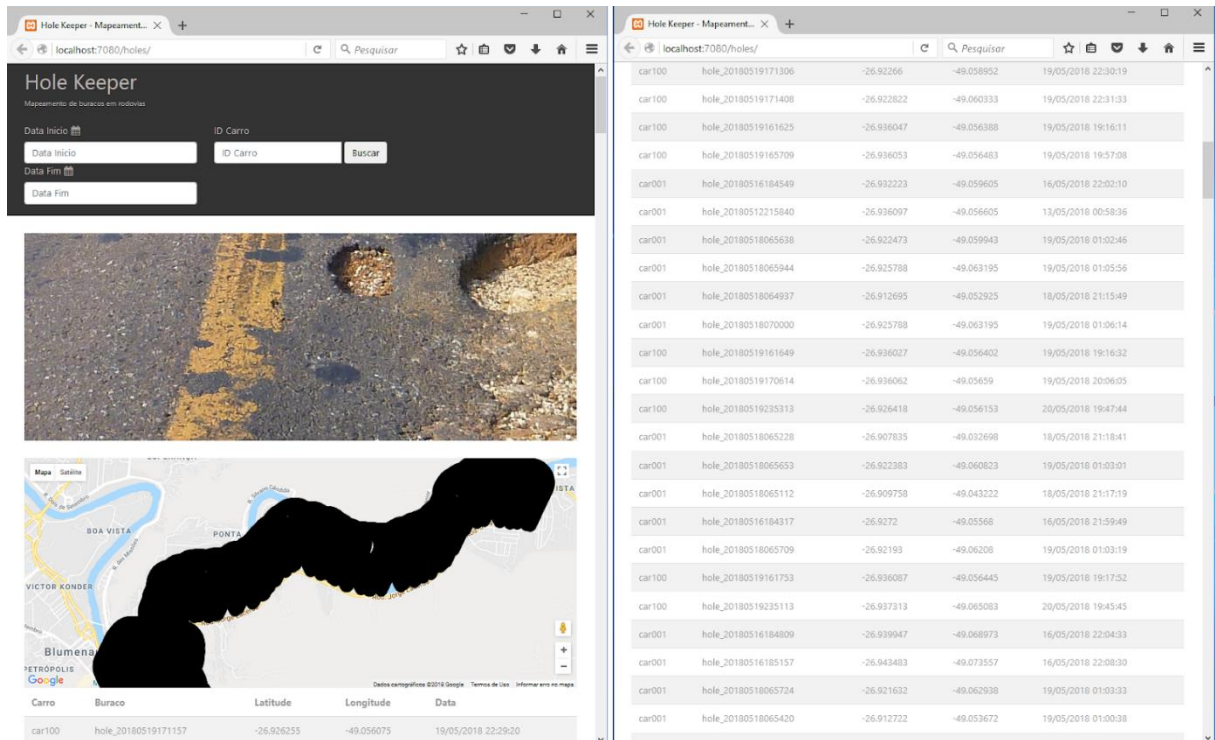 Hole Keeper - Mapeament...
localhost:7080/holes/
Pesquisar
Hole Keeper
Mapeamento de buracos em rodovias
Data Inicio
ID Carro
Data Inicio
ID Carro
Buscar
Data Fim
Data Fim
Mapa Satélite
BOA VISTA
PONTA
VICTOR KONDER
Blumena
PETRÓPOLIS
Google
Dados cartográficos ©2018 Google Termos de Uso Informar erro no mapa
Carro Buraco Latitude Longitude Data
car100 hole_20180519171157 -26.926255 -49.056075 19/05/2018 22:29:20
Hole Keeper - Mapeament...
localhost:7080/holes/
Pesquisar
car100 hole_20180519171306 -26.92266 -49.058952 19/05/2018 22:30:19
car100 hole_20180519171408 -26.922822 -49.060333 19/05/2018 22:31:33
car100 hole_20180519161625 -26.936047 -49.056388 19/05/2018 19:16:11
car100 hole_20180519165709 -26.936053 -49.056483 19/05/2018 19:57:08
car001 hole_20180516184549 -26.932223 -49.059605 16/05/2018 22:02:10
car001 hole_20180512215840 -26.936097 -49.056605 13/05/2018 00:58:36
car001 hole_20180518065638 -26.922473 -49.059943 19/05/2018 01:02:46
car001 hole_20180518065944 -26.925788 -49.063195 19/05/2018 01:05:56
car001 hole_20180518064937 -26.912695 -49.052925 18/05/2018 21:15:49
car001 hole_20180518070000 -26.925788 -49.063195 19/05/2018 01:06:14
car100 hole_20180519161649 -26.936027 -49.056402 19/05/2018 19:16:32
car100 hole_20180519170614 -26.936062 -49.05659 19/05/2018 20:06:05
car100 hole_20180519235313 -26.926418 -49.056153 20/05/2018 19:47:44
car001 hole_20180518065228 -26.907835 -49.032698 18/05/2018 21:18:41
car001 hole_20180518065653 -26.922383 -49.060823 19/05/2018 01:03:01
car001 hole_20180518065112 -26.909758 -49.043222 18/05/2018 21:17:19
car001 hole_20180516184317 -26.9272 -49.05568 16/05/2018 21:59:49
car001 hole_20180518065709 -26.92193 -49.06208 19/05/2018 01:03:19
car100 hole_20180519161753 -26.936087 -49.056445 19/05/2018 19:17:52
car100 hole_20180519235113 -26.937313 -49.065083 20/05/2018 19:45:45
car001 hole_20180516184809 -26.939947 -49.068973 16/05/2018 22:04:33
car001 hole_20180516185157 -26.943483 -49.073557 16/05/2018 22:08:30
car001 hole_20180518065724 -26.921632 -49.062938 19/05/2018 01:03:33
car001 hole_20180518065420 -26.912722 -49.053672 19/05/2018 01:00:38